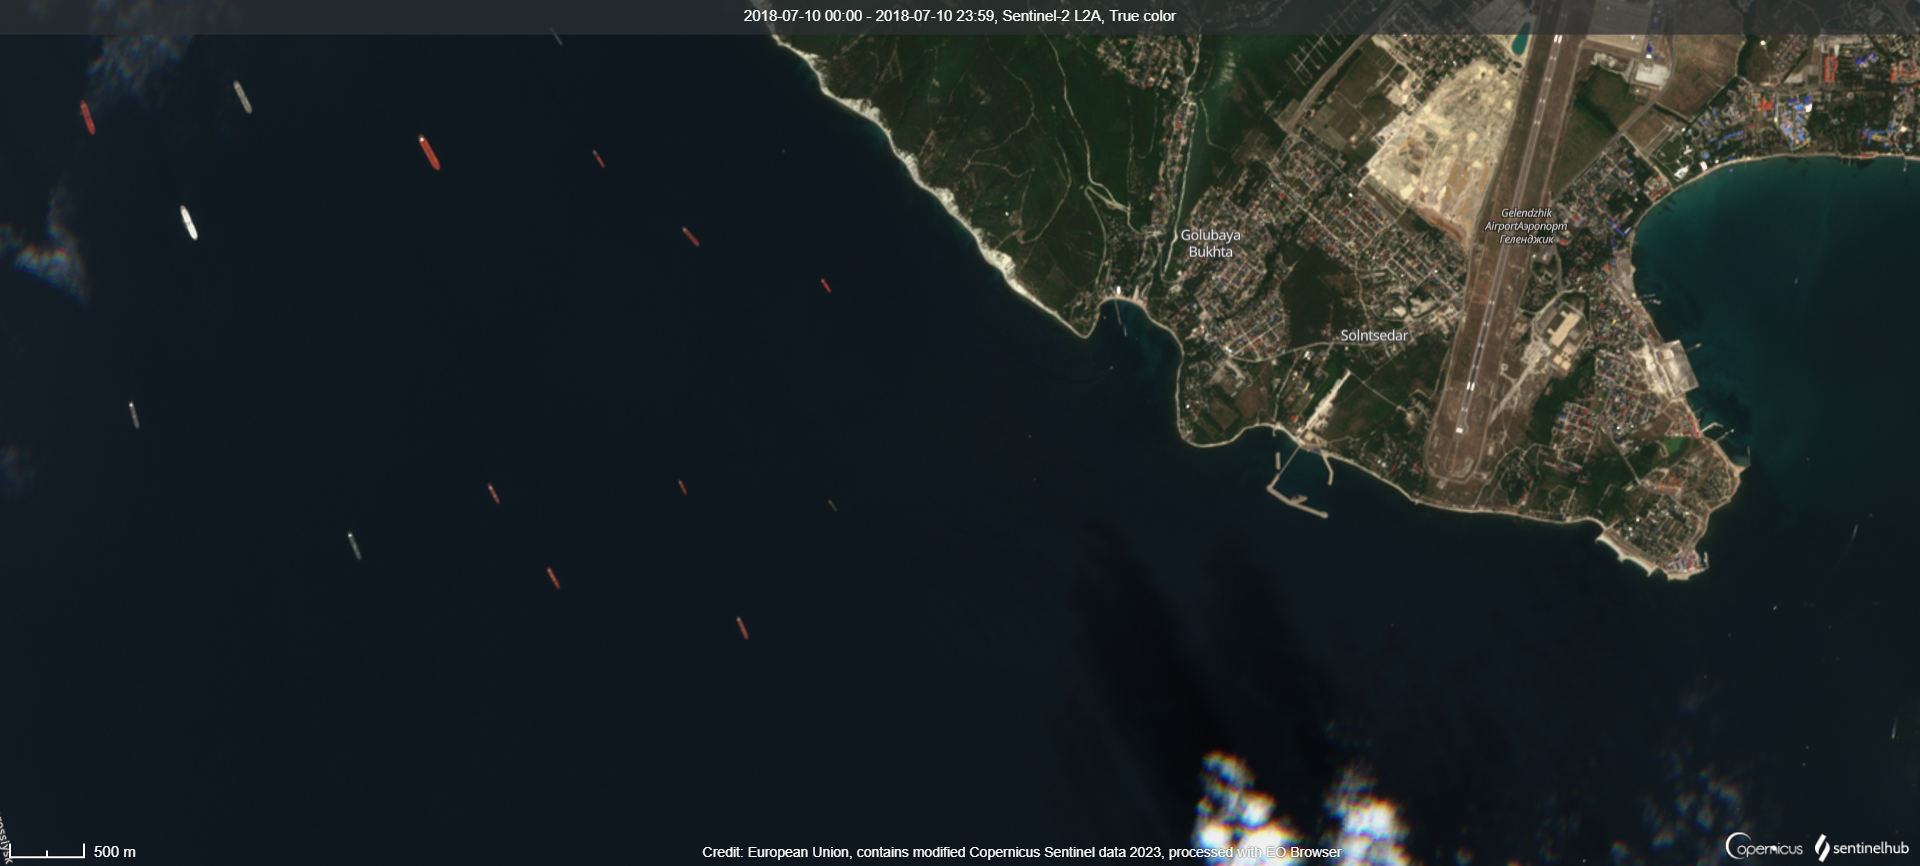 2018-07-10 00:00 - 2018-07-10 23:59, Sentinel-2 L2A, True color
Gelendzhik
AirportАэропорт
Геленджик
Golubaya
Bukhta
Solntsedar
500 m
Credit: European Union, contains modified Copernicus Sentinel data 2023, processed with EO Browser
opernicus
sentinelhub